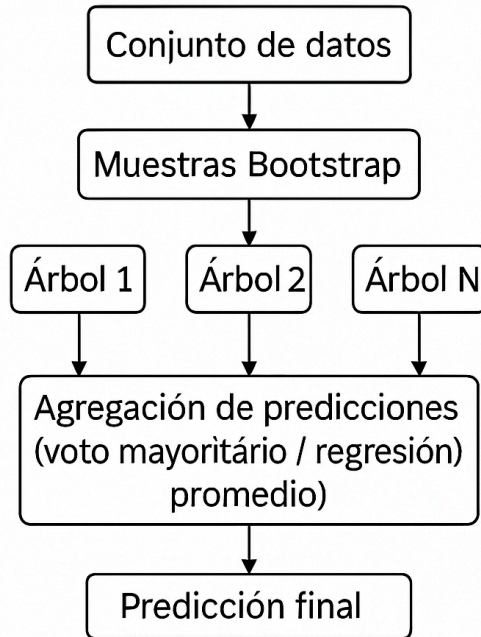 Conjunto de datos
Muestras Bootstrap
Árbol 1
Árbol 2
Árbol N
Agregación de predicciones
(voto mayoritário / regresión)
promedio)
Predicción final